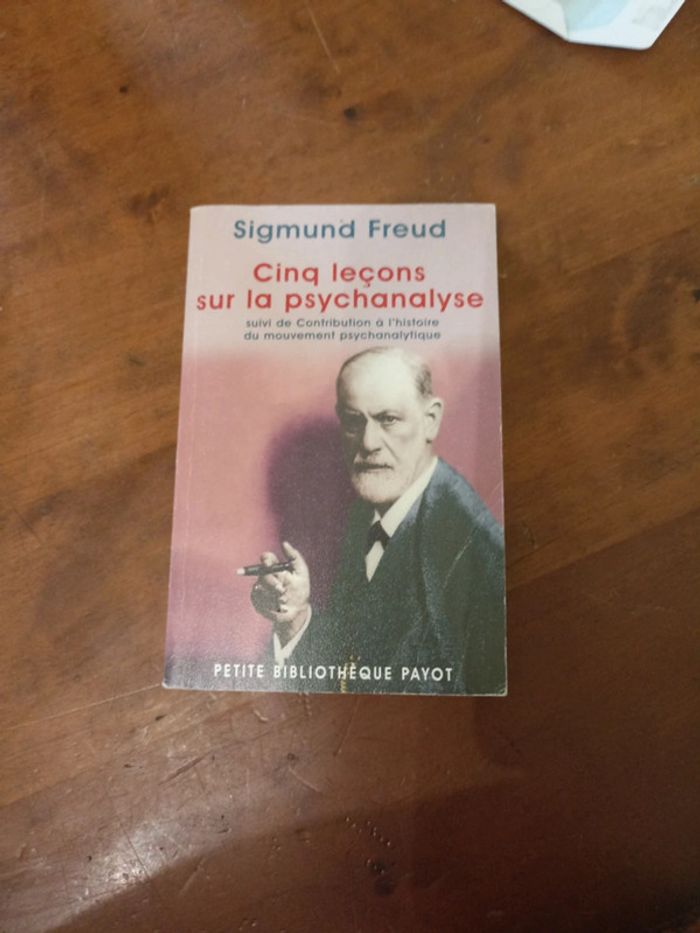 Sigmund Freud
Cinq leçons
sur la psychanalyse
suivi de Contribution à l'histoire
du mouvement psychanalytique
PETITE BIBLIOTHÈQUE PAYOT